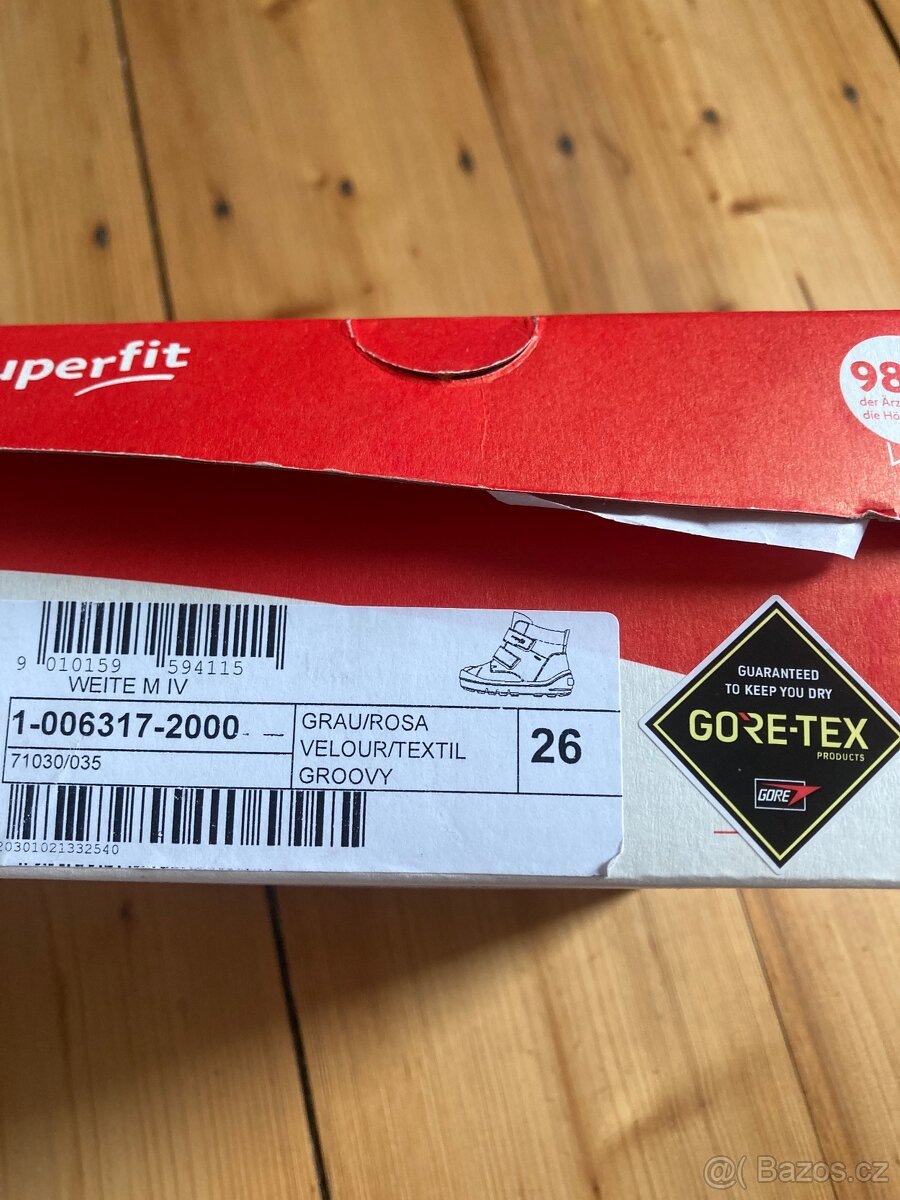 uperfit
98
der Ärz
die Hö
9 010159 594115
WEITE M IV
1-006317-2000
71030/035
GRAU/ROSA
VELOUR/TEXTIL
GROOVY
26
20301021332540
GUARANTEED
TO KEEP YOU DRY
GORE-TEX
PRODUCTS
GORE
@( Bazos.cz